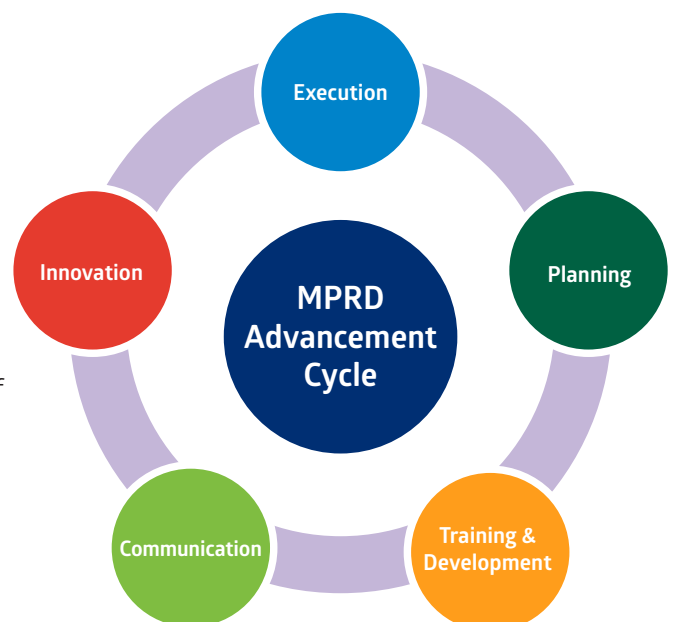 Execution
Innovation
Planning
MPRD
Advancement
Cycle
Communication
Training &
Development